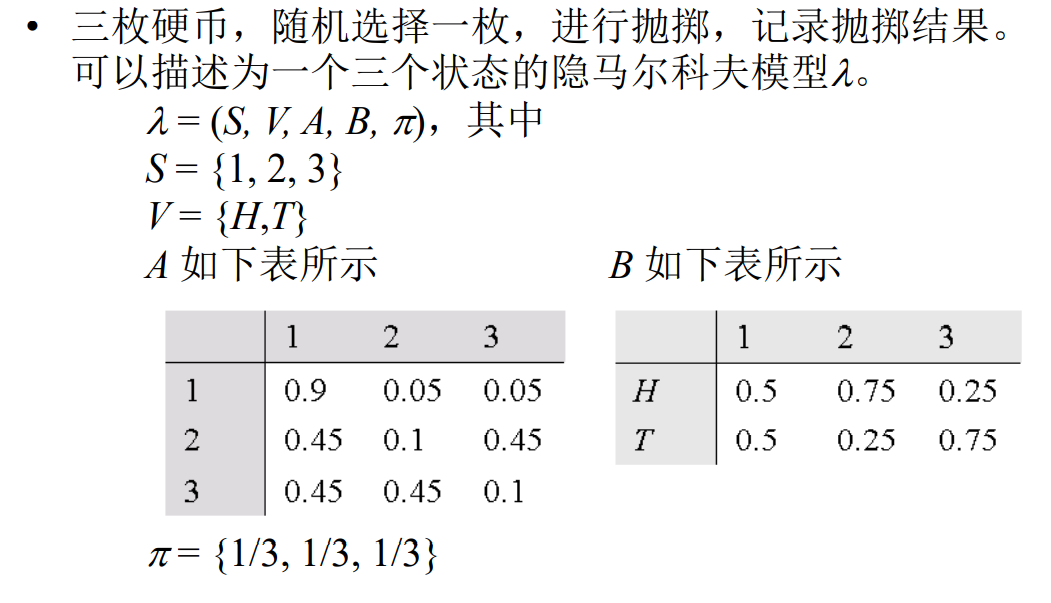 • 三枚硬币，随机选择一枚，进行抛掷，记录抛掷结果。
可以描述为一个三个状态的隐马尔科夫模型λ。
λ = (S, V, A, B, π)，其中
S = {1, 2, 3}
V = {H,T}
A 如下表所示 B 如下表所示
1 2 3
1 0.9 0.05 0.05
2 0.45 0.1 0.45
3 0.45 0.45 0.1
1 2 3
H 0.5 0.75 0.25
T 0.5 0.25 0.75
π = {1/3, 1/3, 1/3}